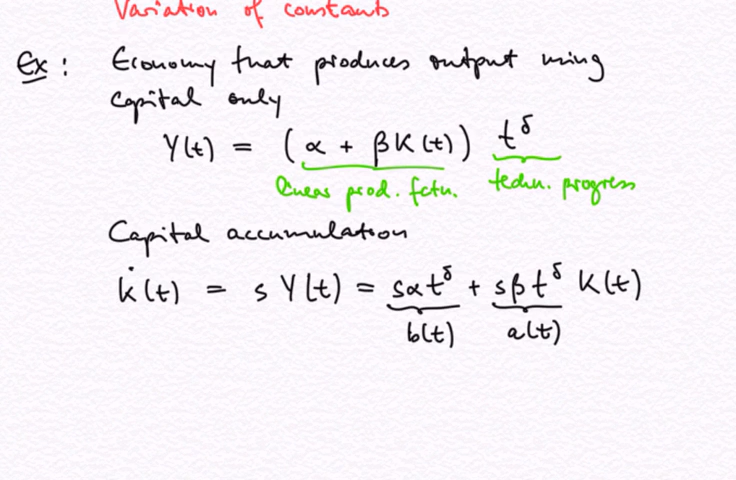 Variation of constants
Ex: Economy that produces output using
capital only
Y(t) = (α + βK(t)) t^δ
linear prod. fctn. techn. progress
Capital accumulation
K̇(t) = s Y(t) = sαt^δ + sβt^δ K(t)
b(t) a(t)